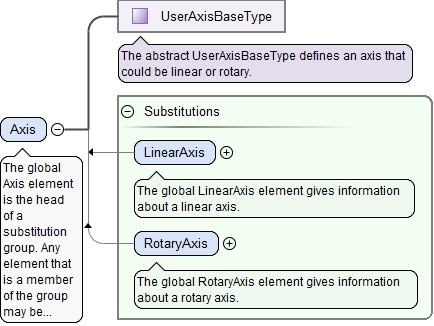 UserAxisBaseType
The abstract UserAxisBaseType defines an axis that
could be linear or rotary.
Axis
The global
Axis element
is the head
of a
substitution
group. Any
element that
is a member
of the group
may be...
Substitutions
LinearAxis
The global LinearAxis element gives information
about a linear axis.
RotaryAxis
The global RotaryAxis element gives information
about a rotary axis.